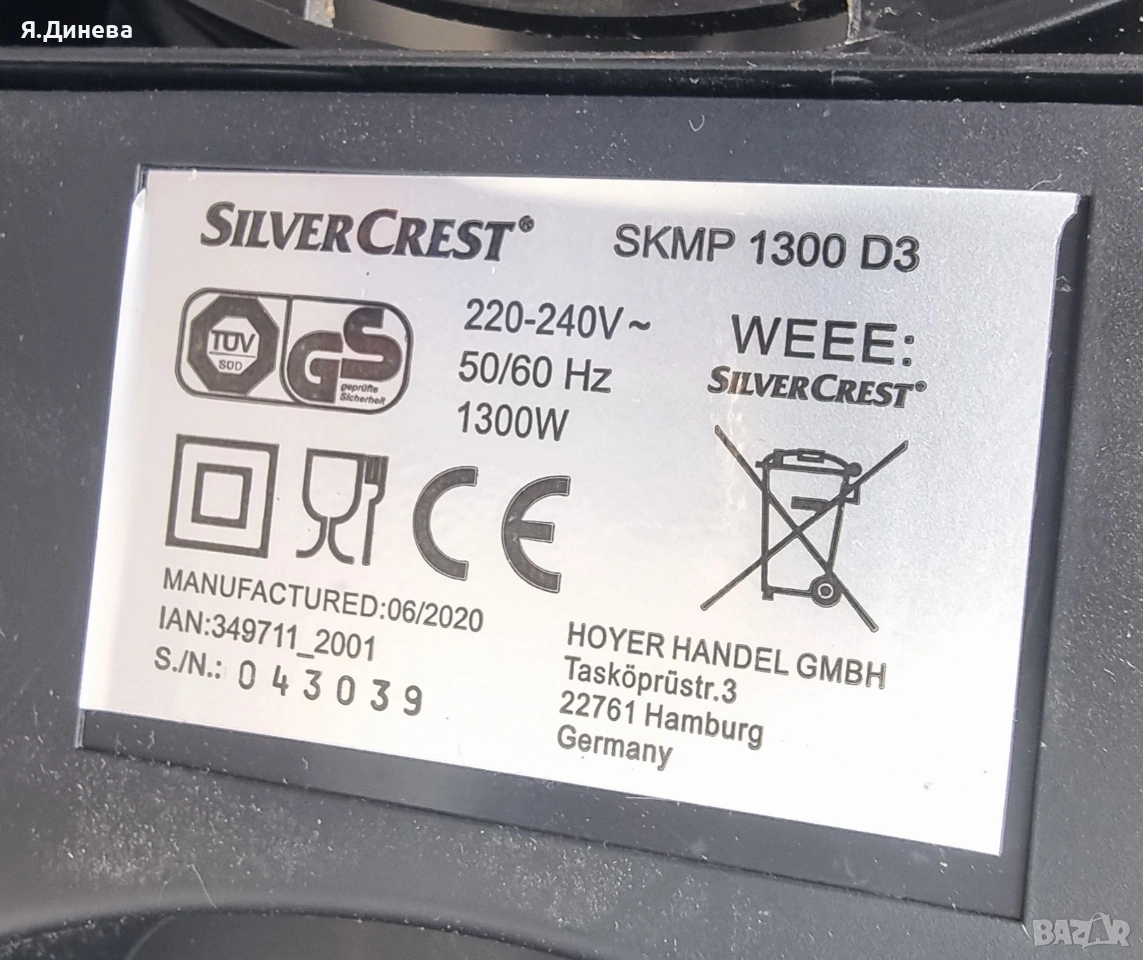 Я.Динева
SILVERCREST®
SKMP 1300 D3
TÜV
SÜD
GS
geprüfte
Sicherheit
220-240V~
50/60 Hz
1300W
WEEE:
SILVERCREST®
CE
MANUFACTURED:06/2020
IAN:349711_2001
S./N.: 043039
HOYER HANDEL GMBH
Tasköprüstr.3
22761 Hamburg
Germany
BAZAR